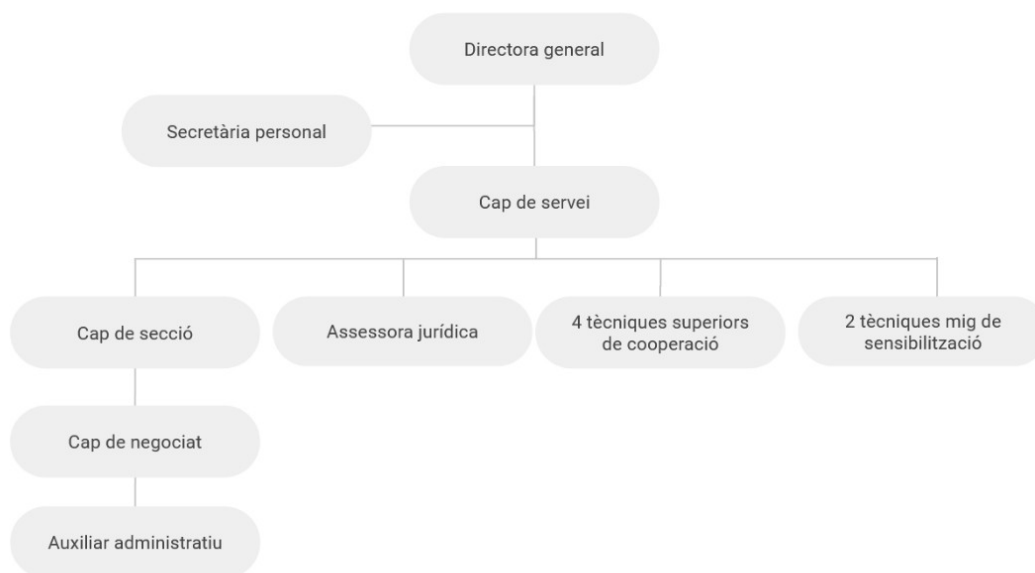 Directora general
Secretària personal
Cap de servei
Cap de secció
Assessora jurídica
4 tècniques superiors
de cooperació
2 tècniques mig de
sensibilització
Cap de negociat
Auxiliar administratiu